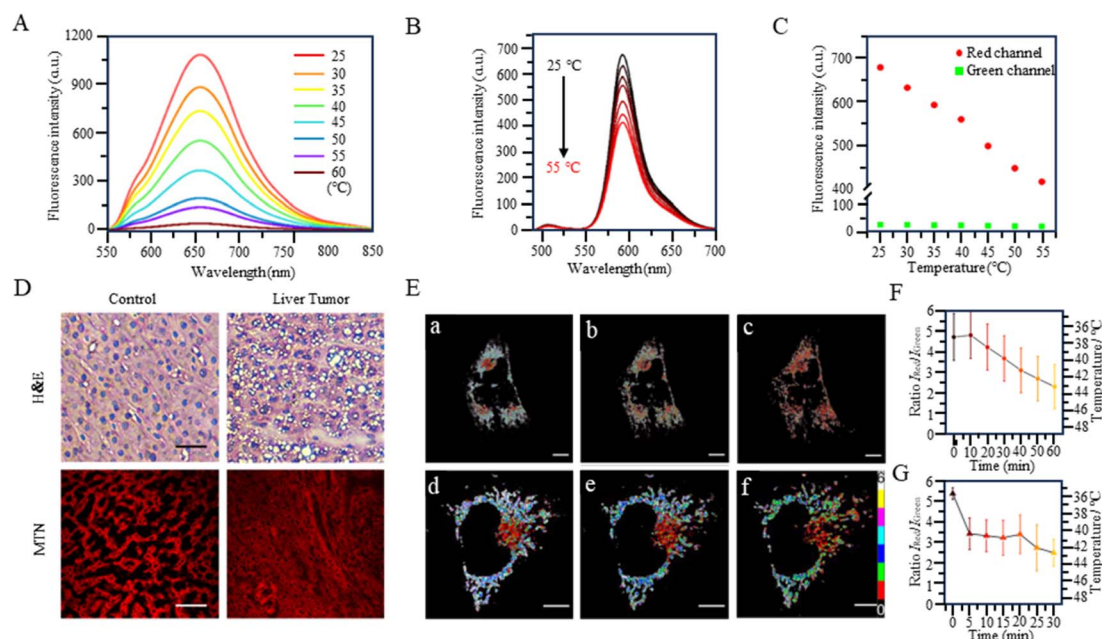 A
Fluorescence intensity (a.u.)
1200
900
600
300
0
25
30
35
40
45
50
55
60
(℃)
550 600 650 700 750 800 850
Wavelength(nm)
B
Fluorescence intensity (a.u.)
700
600
500
400
300
200
100
0
25 ℃
55 ℃
500 550 600 650 700
Wavelength(nm)
C
Fluorescence intensity (a.u.)
700
600
500
400
100
0
Red channel
Green channel
25 30 35 40 45 50 55
Temperature(℃)
D
Control Liver Tumor
H&E
MTN
E
a b c
d e f
6
0
F
Ratio IRed/IGreen
6
5
4
3
2
1
0
36
38
40
42
44
46
48
Temperature/ ℃
0 10 20 30 40 50 60
Time (min)
G
Ratio IRed/IGreen
6
5
4
3
2
1
0
36
38
40
42
44
46
48
Temperature/ ℃
0 5 10 15 20 25 30
Time (min)